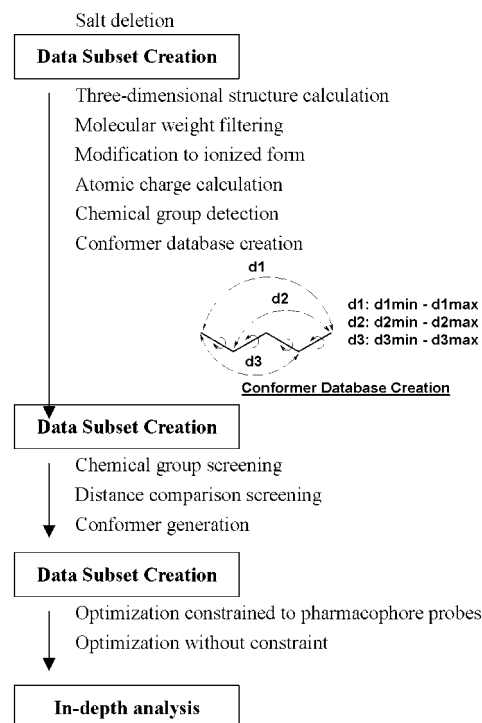 Salt deletion
Data Subset Creation
Three-dimensional structure calculation
Molecular weight filtering
Modification to ionized form
Atomic charge calculation
Chemical group detection
Conformer database creation
d1
d2
d3
d1: d1min - d1max
d2: d2min - d2max
d3: d3min - d3max
Conformer Database Creation
Data Subset Creation
Chemical group screening
Distance comparison screening
Conformer generation
Data Subset Creation
Optimization constrained to pharmacophore probes
Optimization without constraint
In-depth analysis